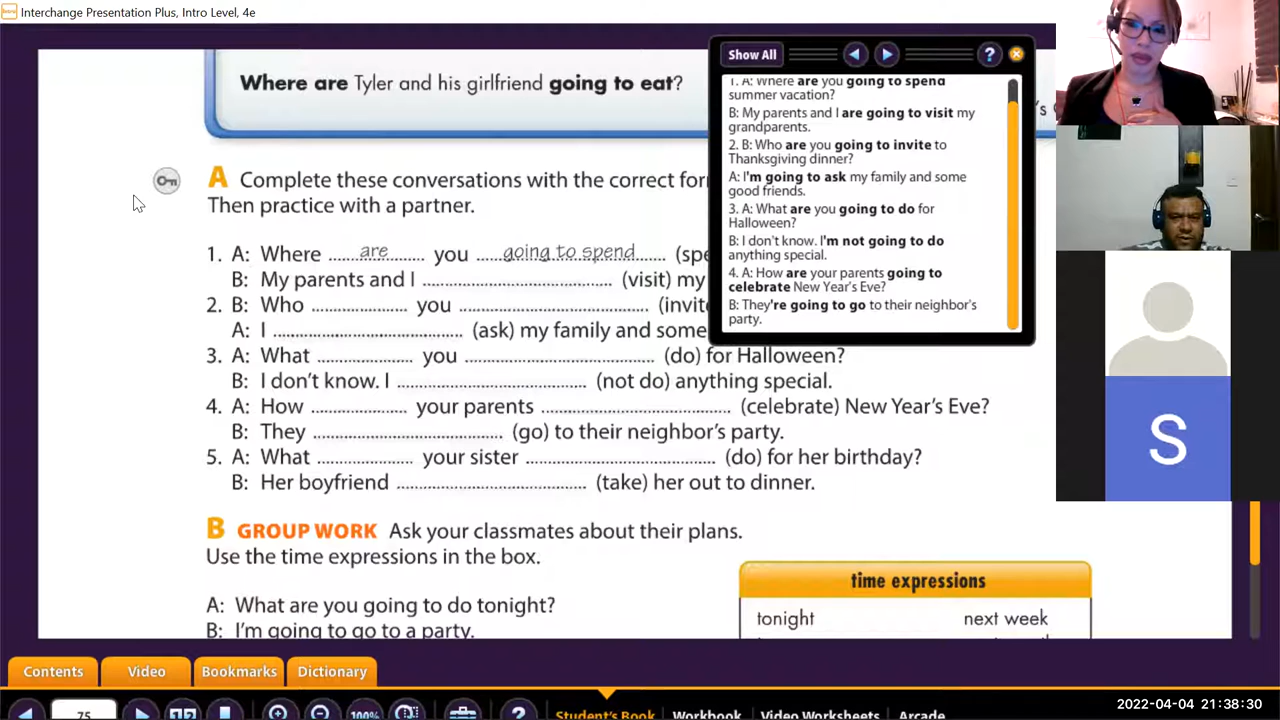 Interchange Presentation Plus, Intro Level, 4e
Where are Tyler and his girlfriend going to eat?
A Complete these conversations with the correct
Then practice with a partner.
1. A: Where are you going to spend
B: My parents and I .................... (visit) my
2. B: Who .................... you .................... (invite
A: I .................... (ask) my family and some
3. A: What .................... you .................... (do) for Halloween?
B: I don't know. I .................... (not do) anything special.
4. A: How .................... your parents .................... (celebrate) New Year's Eve?
B: They .................... (go) to their neighbor's party.
5. A: What .................... your sister .................... (do) for her birthday?
B: Her boyfriend .................... (take) her out to dinner.
B GROUP WORK Ask your classmates about their plans.
Use the time expressions in the box.
A: What are you going to do tonight?
B: I'm going to go to a party.
time expressions
tonight next week
Show All ?
1. A: Where are you going to spend
summer vacation?
B: My parents and I are going to visit my
grandparents.
2. B: Who are you going to invite to
Thanksgiving dinner?
A: I'm going to ask my family and some
good friends.
3. A: What are you going to do for
Halloween?
B: I don't know. I'm not going to do
anything special.
4. A: How are your parents going to
celebrate New Year's Eve?
B: They're going to go to their neighbor's
party.
S
Contents Video Bookmarks Dictionary
75 100% ? Student's Book Workbook Video Worksheets Arcade
2022-04-04 21:38:30